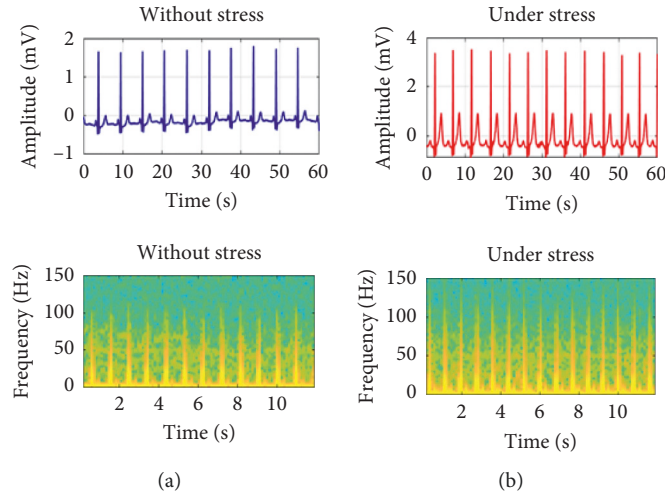 Without stress
Amplitude (mV)
2
1
0
−1
0 10 20 30 40 50 60
Time (s)
Under stress
Amplitude (mV)
4
2
0
0 10 20 30 40 50 60
Time (s)
Without stress
Frequency (Hz)
150
100
50
0
2 4 6 8 10
Time (s)
(a)
Under stress
Frequency (Hz)
150
100
50
0
2 4 6 8 10
Time (s)
(b)